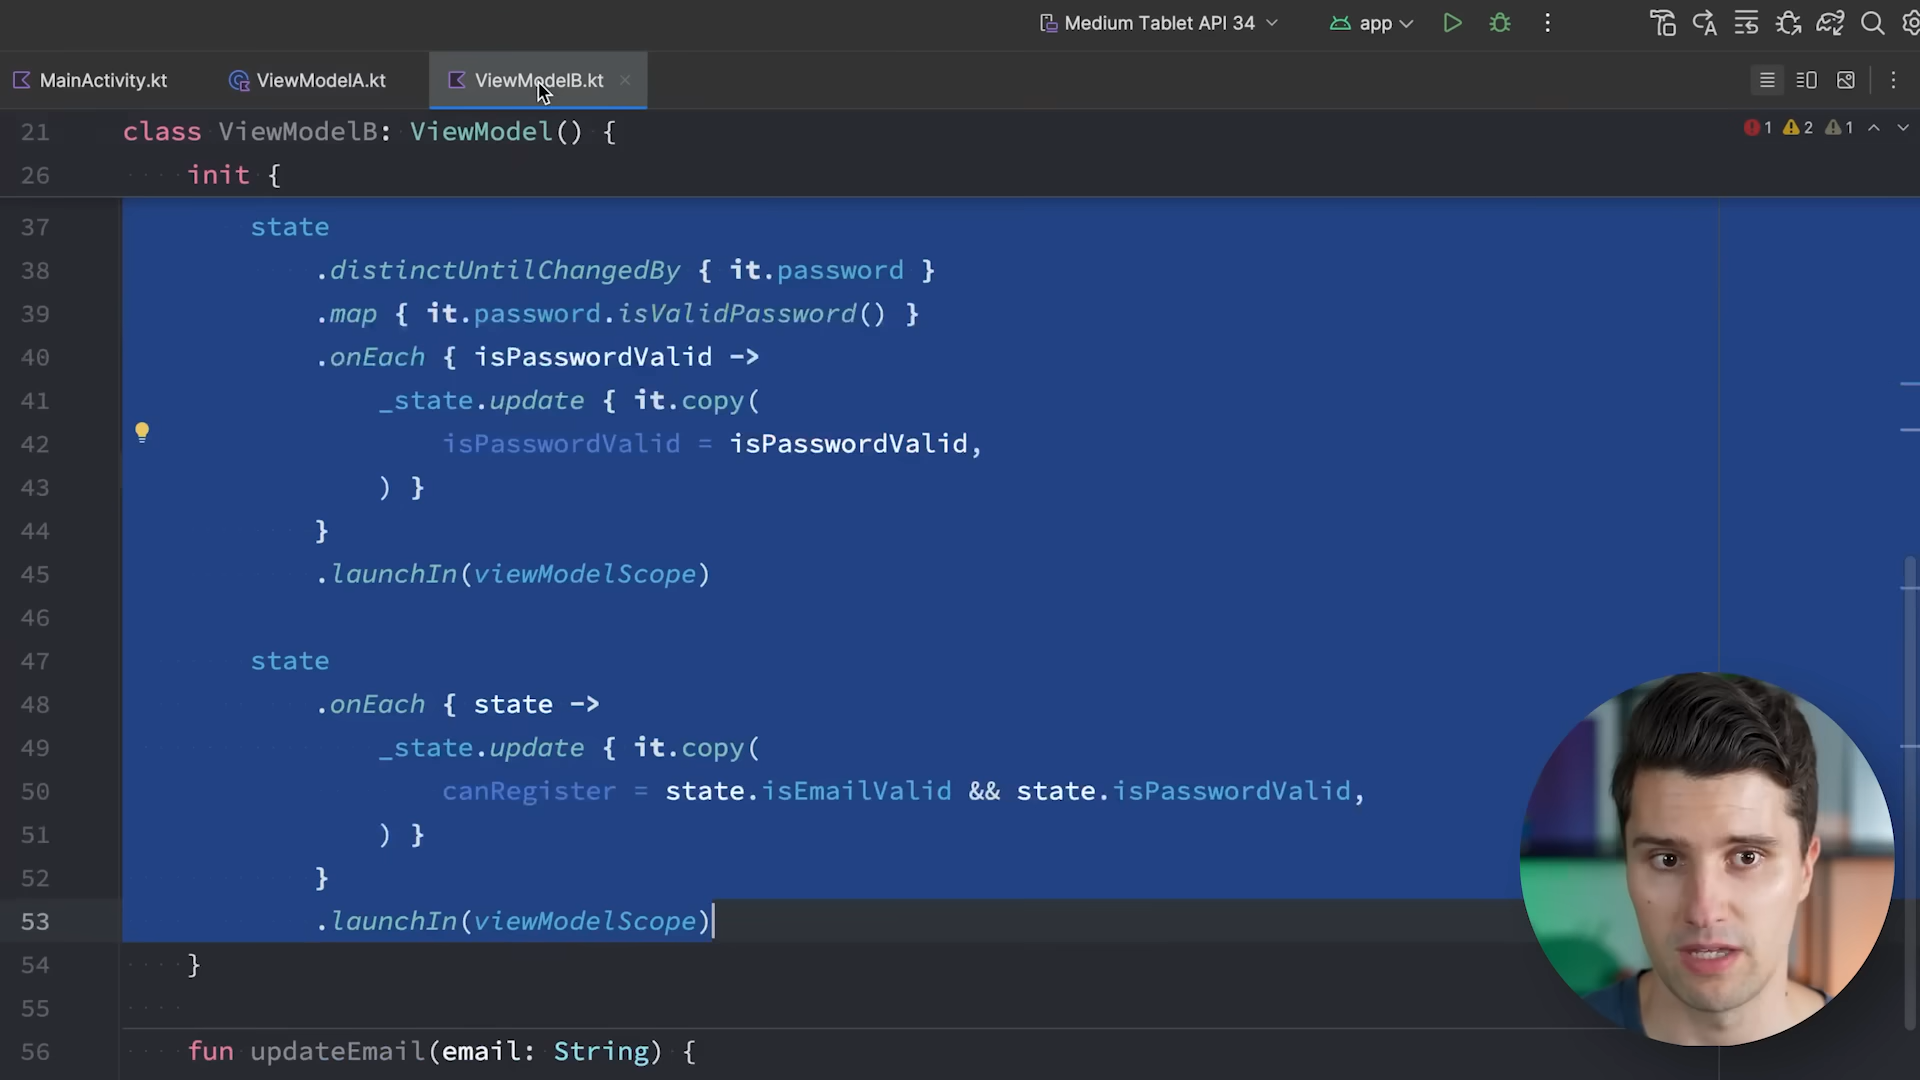 Medium Tablet API 34
app
MainActivity.kt
ViewModelA.kt
ViewModelB.kt
21 class ViewModelB: ViewModel() {
1 2 1
26 init {
37 state
38 .distinctUntilChangedBy { it.password }
39 .map { it.password.isValidPassword() }
40 .onEach { isPasswordValid ->
41 _state.update { it.copy(
42 isPasswordValid = isPasswordValid,
43 ) }
44 }
45 .launchIn(viewModelScope)
46
47 state
48 .onEach { state ->
49 _state.update { it.copy(
50 canRegister = state.isEmailValid && state.isPasswordValid,
51 ) }
52 }
53 .launchIn(viewModelScope)
54 }
55
56 fun updateEmail(email: String) {